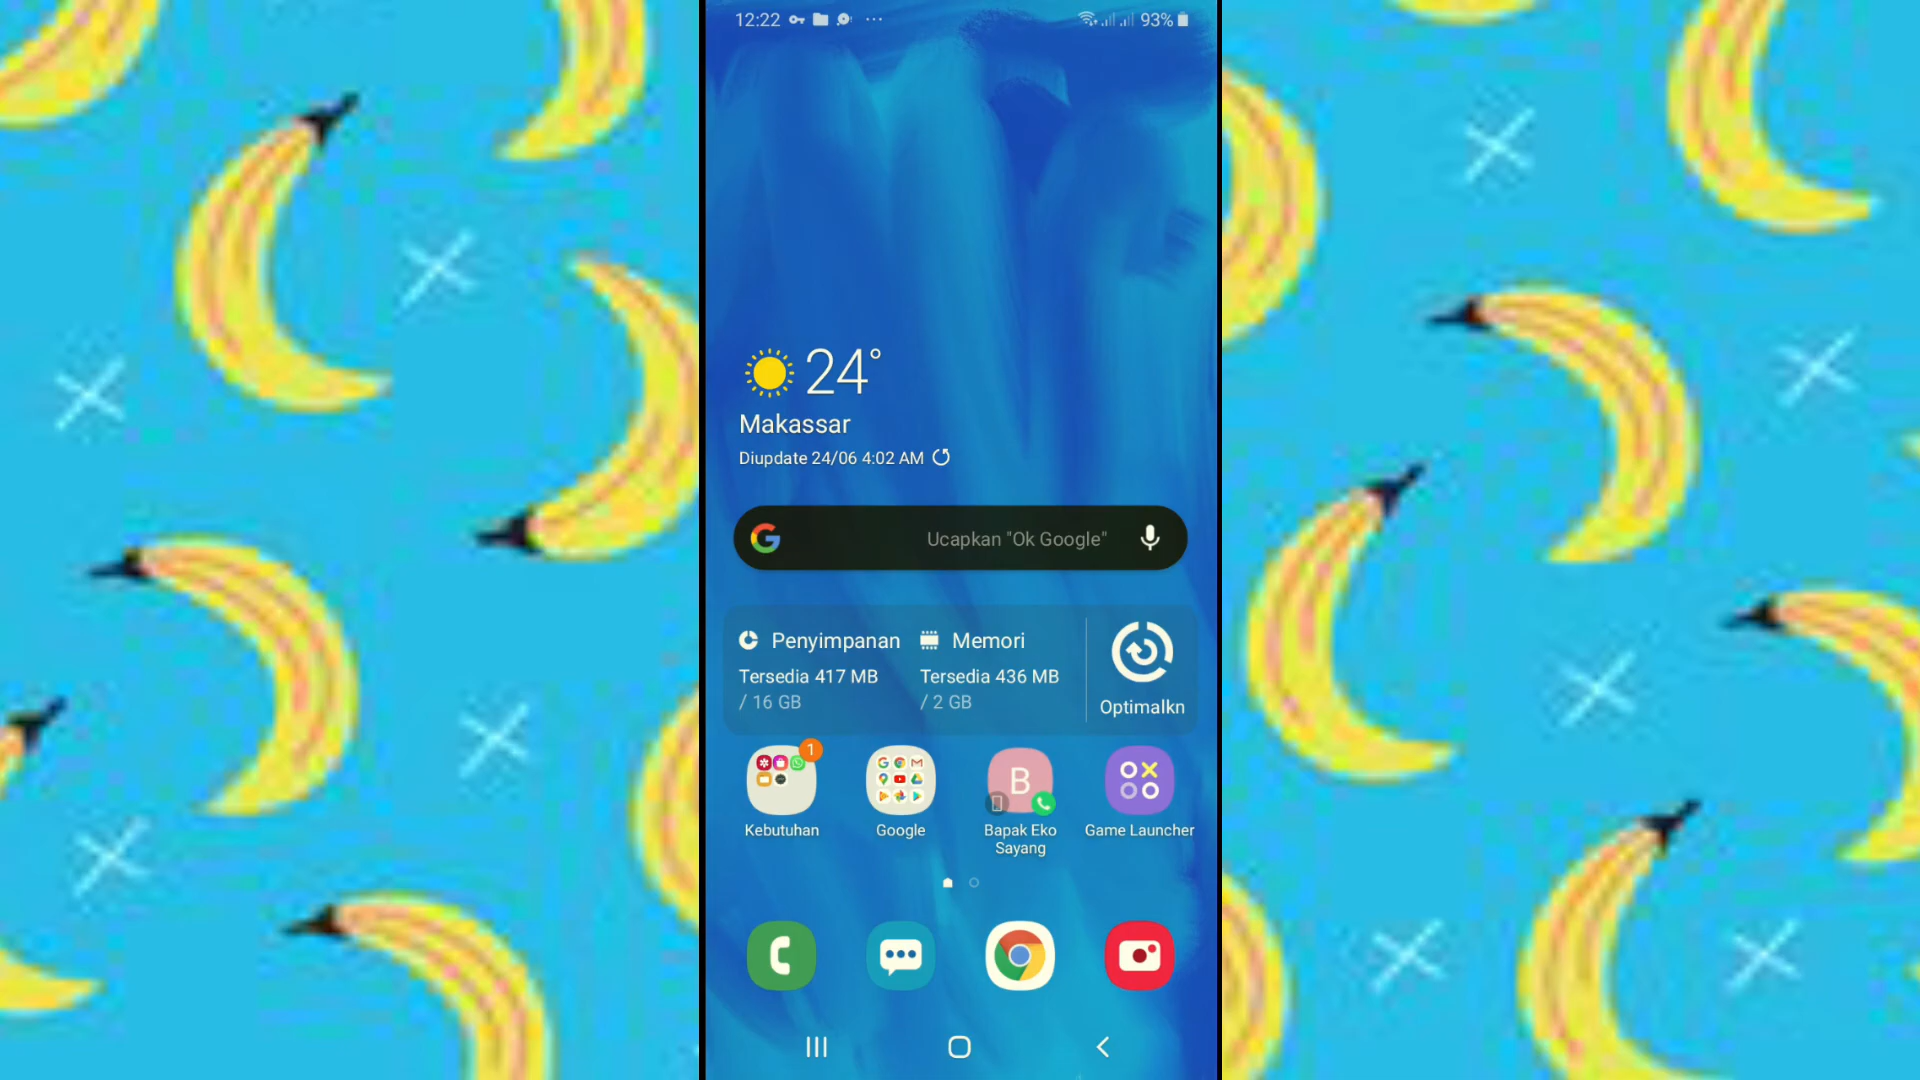 12:22 93%
24°
Makassar
Diupdate 24/06 4:02 AM
Ucapkan "Ok Google"
Penyimpanan Memori
Tersedia 417 MB Tersedia 436 MB
/ 16 GB / 2 GB
Optimalkn
1
B
Kebutuhan Google Bapak Eko Sayang Game Launcher